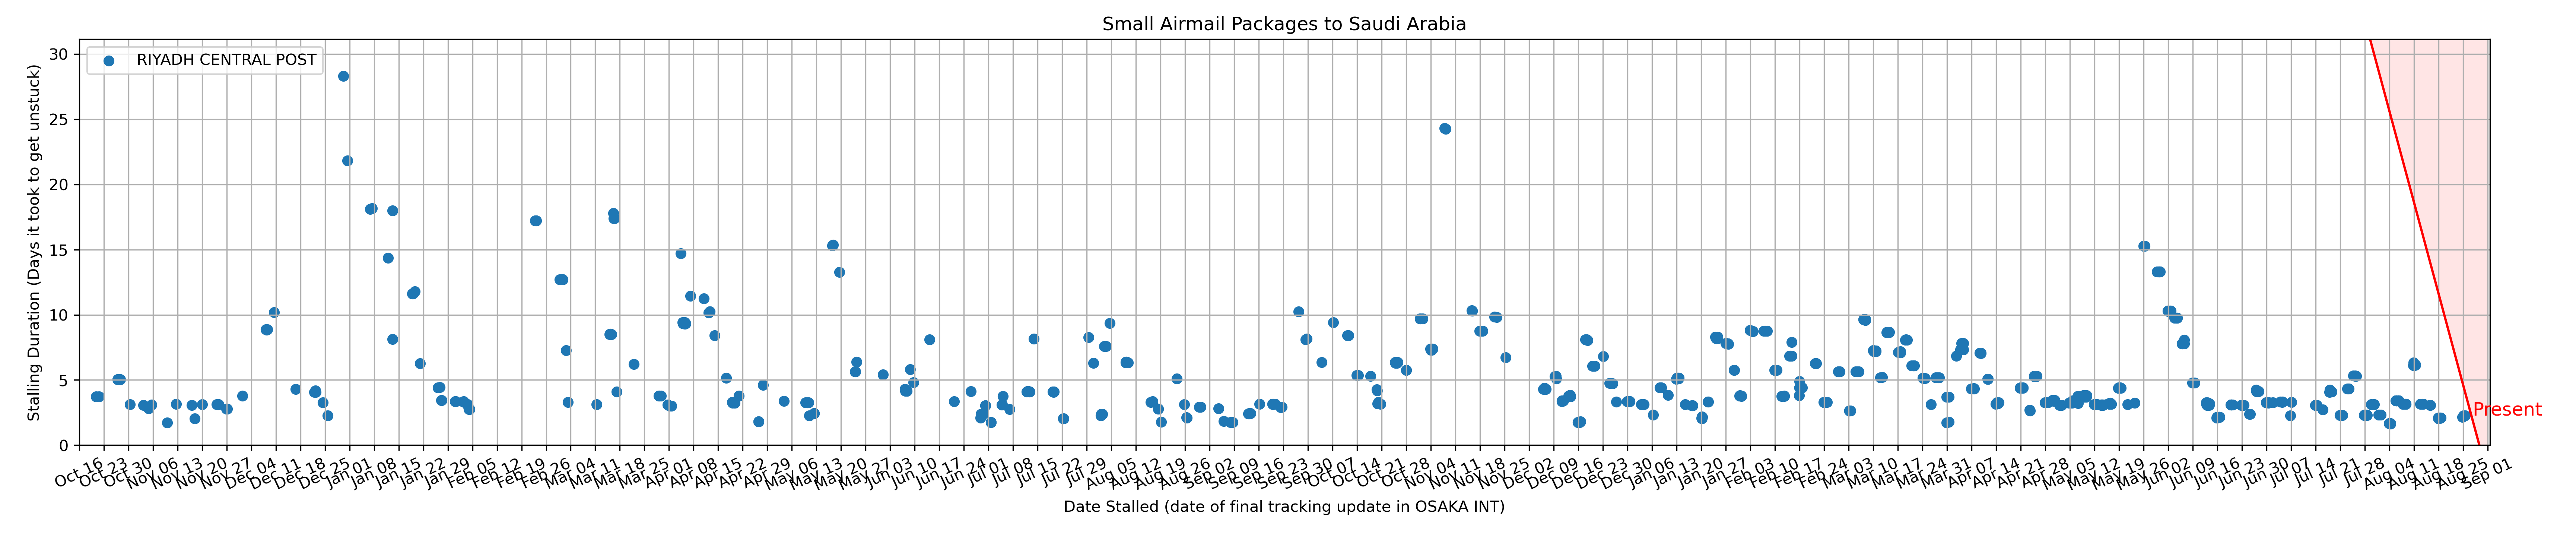 Small Airmail Packages to Saudi Arabia
RIYADH CENTRAL POST
Stalling Duration (Days it took to get unstuck)
30
25
20
15
10
5
0
Present
Oct 16
Oct 23
Oct 30
Nov 06
Nov 13
Nov 20
Nov 27
Dec 04
Dec 11
Dec 18
Dec 25
Jan 01
Jan 08
Jan 15
Jan 22
Jan 29
Feb 05
Feb 12
Feb 19
Feb 26
Mar 04
Mar 11
Mar 18
Mar 25
Apr 01
Apr 08
Apr 15
Apr 22
Apr 29
May 06
May 13
May 20
May 27
Jun 03
Jun 10
Jun 17
Jun 24
Jul 01
Jul 08
Jul 15
Jul 22
Jul 29
Aug 05
Aug 12
Aug 19
Aug 26
Sep 02
Sep 09
Sep 16
Sep 23
Sep 30
Oct 07
Oct 14
Oct 21
Oct 28
Nov 04
Nov 11
Nov 18
Nov 25
Dec 02
Dec 09
Dec 16
Dec 23
Dec 30
Jan 06
Jan 13
Jan 20
Jan 27
Feb 03
Feb 10
Feb 17
Feb 24
Mar 03
Mar 10
Mar 17
Mar 24
Mar 31
Apr 07
Apr 14
Apr 21
Apr 28
May 05
May 12
May 19
May 26
Jun 02
Jun 09
Jun 16
Jun 23
Jun 30
Jul 07
Jul 14
Jul 21
Jul 28
Aug 04
Aug 11
Aug 18
Aug 25
Sep 01
Date Stalled (date of final tracking update in OSAKA INT)